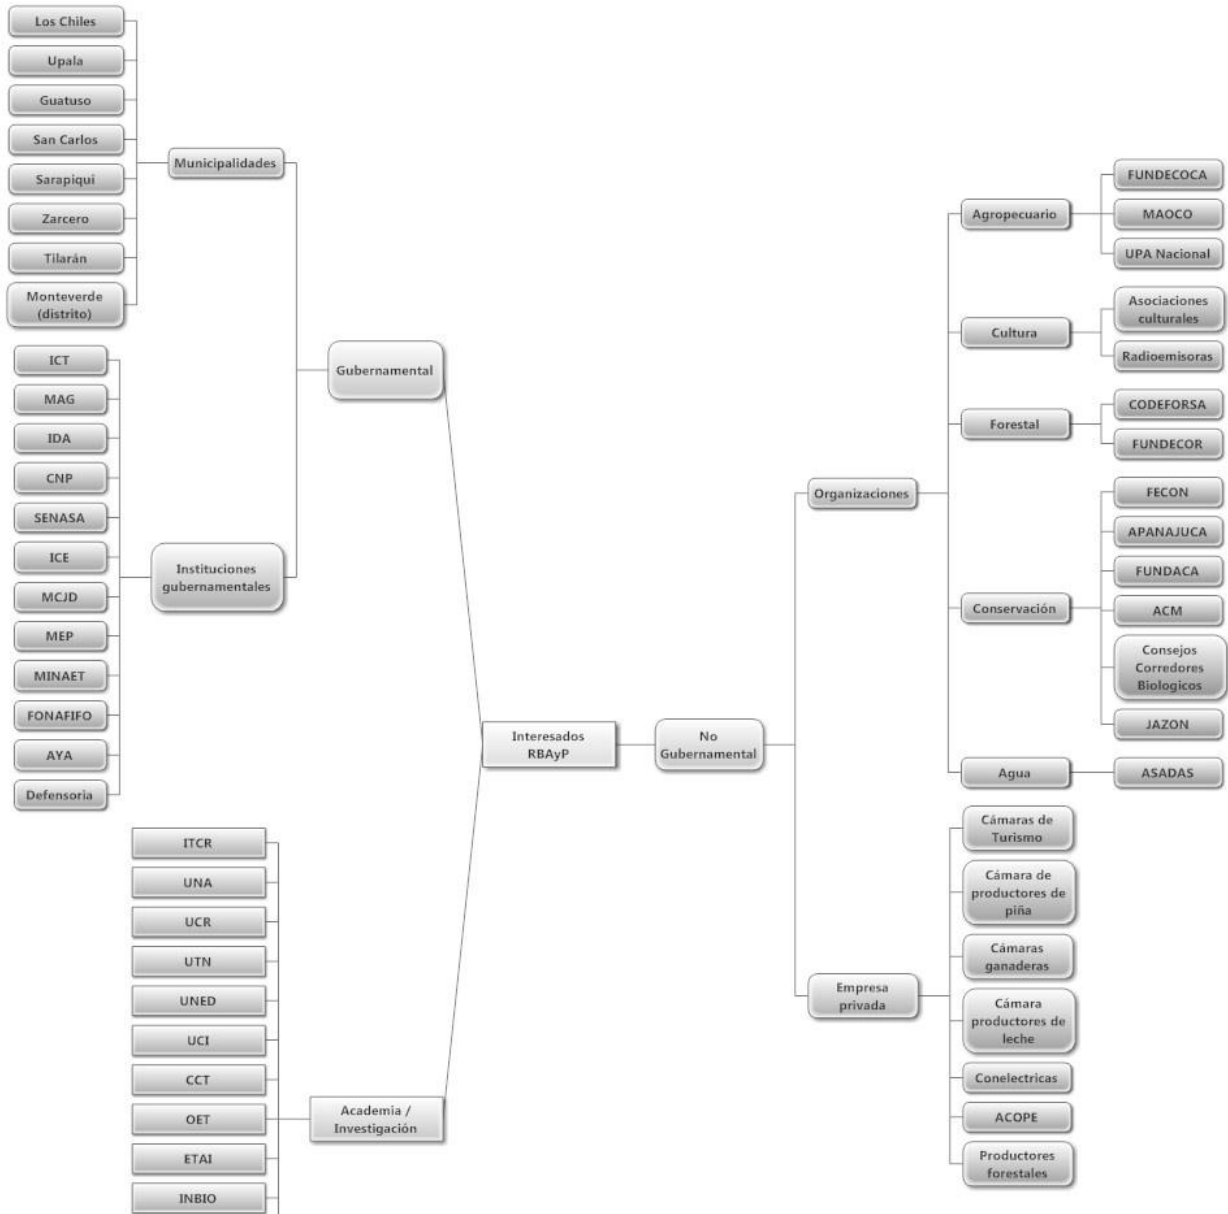 Los Chiles
Upala
Guatuso
San Carlos
Sarapiqui
Zarcero
Tilarán
Monteverde
(distrito)
Municipalidades
ICT
MAG
IDA
CNP
SENASA
ICE
MCJD
MEP
MINAET
FONAFIFO
AYA
Defensoria
Instituciones
gubernamentales
Gubernamental
ITCR
UNA
UCR
UTN
UNED
UCI
CCT
OET
ETAI
INBIO
Academia /
Investigación
Interesados
RBAyP
No
Gubernamental
Organizaciones
Agropecuario
FUNDECOCA
MAOCO
UPA Nacional
Cultura
Asociaciones
culturales
Radioemisoras
Forestal
CODEFORSA
FUNDECOR
Conservación
FECON
APANAJUCA
FUNDACA
ACM
Consejos
Corredores
Biologicos
JAZON
Agua
ASADAS
Empresa
privada
Cámaras de
Turismo
Cámara de
productores de
piña
Cámaras
ganaderas
Cámara
productores de
leche
Conelectricas
ACOPE
Productores
forestales